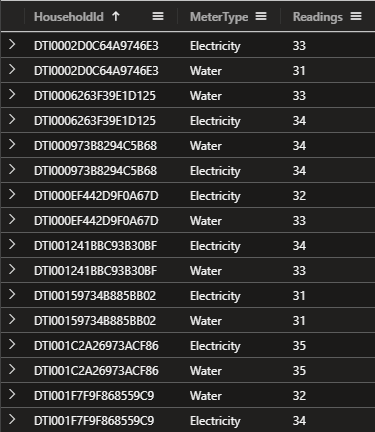 HouseholdId MeterType Readings
DTI0002D0C64A9746E3 Electricity 33
DTI0002D0C64A9746E3 Water 31
DTI0006263F39E1D125 Water 33
DTI0006263F39E1D125 Electricity 34
DTI000973B8294C5B68 Water 34
DTI000973B8294C5B68 Electricity 34
DTI000EF442D9F0A67D Electricity 32
DTI000EF442D9F0A67D Water 33
DTI001241BBC93B30BF Electricity 34
DTI001241BBC93B30BF Water 33
DTI00159734B885BB02 Electricity 31
DTI00159734B885BB02 Water 31
DTI001C2A26973ACF86 Electricity 35
DTI001C2A26973ACF86 Water 35
DTI001F7F9F868559C9 Water 32
DTI001F7F9F868559C9 Electricity 34